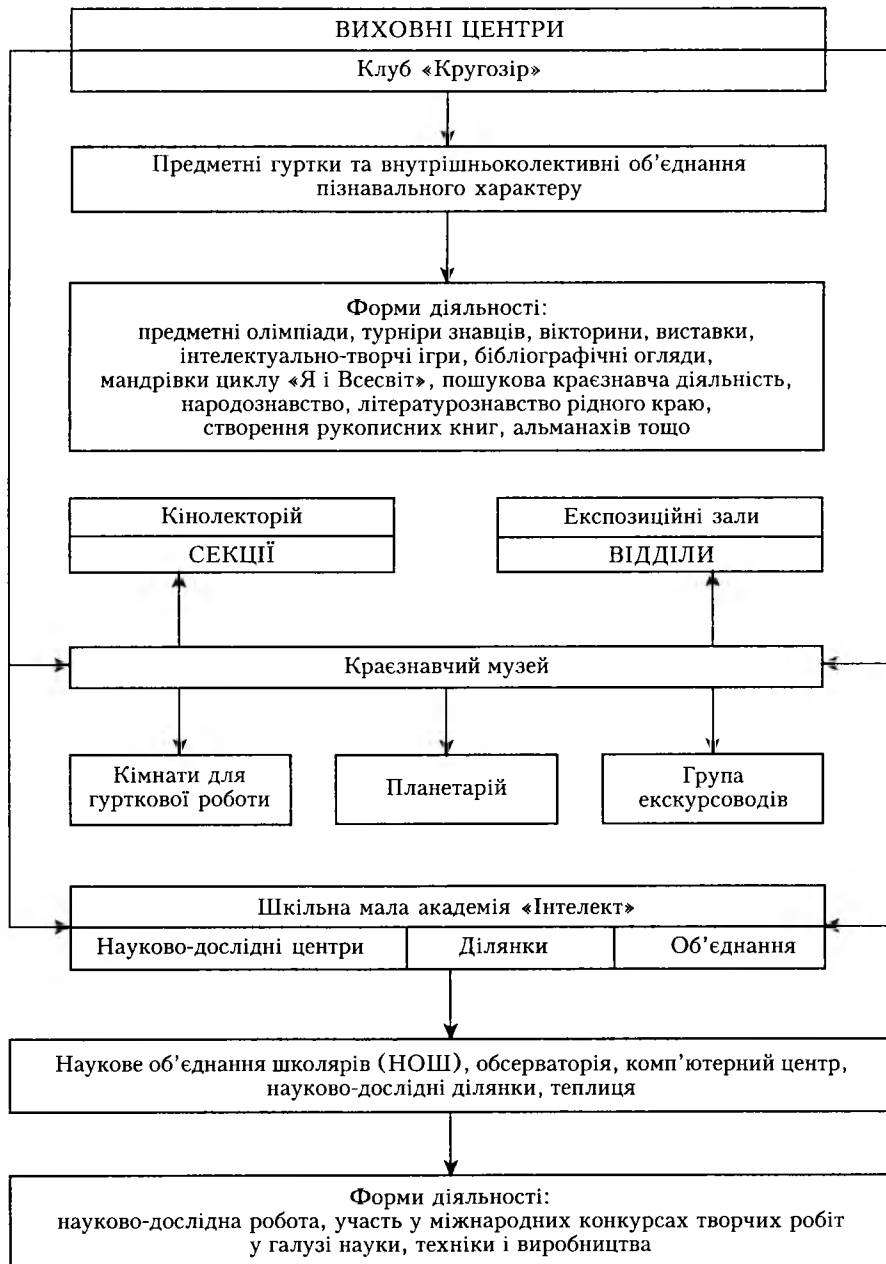 ВИХОВНІ ЦЕНТРИ
Клуб «Кругозір»
Предметні гуртки та внутрішньоколективні об’єднання
пізнавального характеру
Форми діяльності:
предметні олімпіади, турніри знавців, вікторини, виставки,
інтелектуально-творчі ігри, бібліографічні огляди,
мандрівки циклу «Я і Всесвіт», пошукова краєзнавча діяльність,
народознавство, літературознавство рідного краю,
створення рукописних книг, альманахів тощо
Кінолекторій
СЕКЦІЇ
Експозиційні зали
ВІДДІЛИ
Краєзнавчий музей
Кімнати для
гурткової роботи
Планетарій
Група
екскурсоводів
Шкільна мала академія «Інтелект»
Науково-дослідні центри
Ділянки
Об’єднання
Наукове об’єднання школярів (НОШ), обсерваторія, комп’ютерний центр,
науково-дослідні ділянки, теплиця
Форми діяльності:
науково-дослідна робота, участь у міжнародних конкурсах творчих робіт
у галузі науки, техніки і виробництва